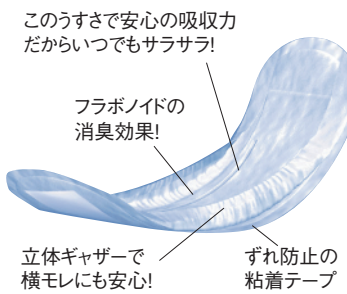 このうすさで安心の吸収力
だからいつでもサラサラ!
フラボノイドの
消臭効果!
立体ギャザーで
横モレにも安心!
ずれ防止の
粘着テープ